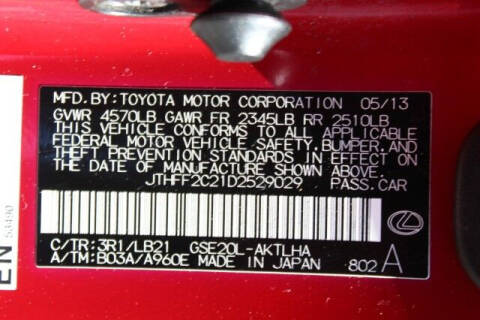 MFD. BY: TOYOTA MOTOR CORPORATION 05/13
GVWR 4570LB GAWR FR 2345LB RR 2510LB
THIS VEHICLE CONFORMS TO ALL APPLICABLE
FEDERAL MOTOR VEHICLE SAFETY, BUMPER, AND
THEFT PREVENTION STANDARDS IN EFFECT ON
THE DATE OF MANUFACTURE SHOWN ABOVE.
JTHFF2C21D2529029 PASS.CAR
C/TR: 3R1/LB21 GSE20L-AKTLHA
A/TM: B03A/A960E MADE IN JAPAN 802 A
EN
53490